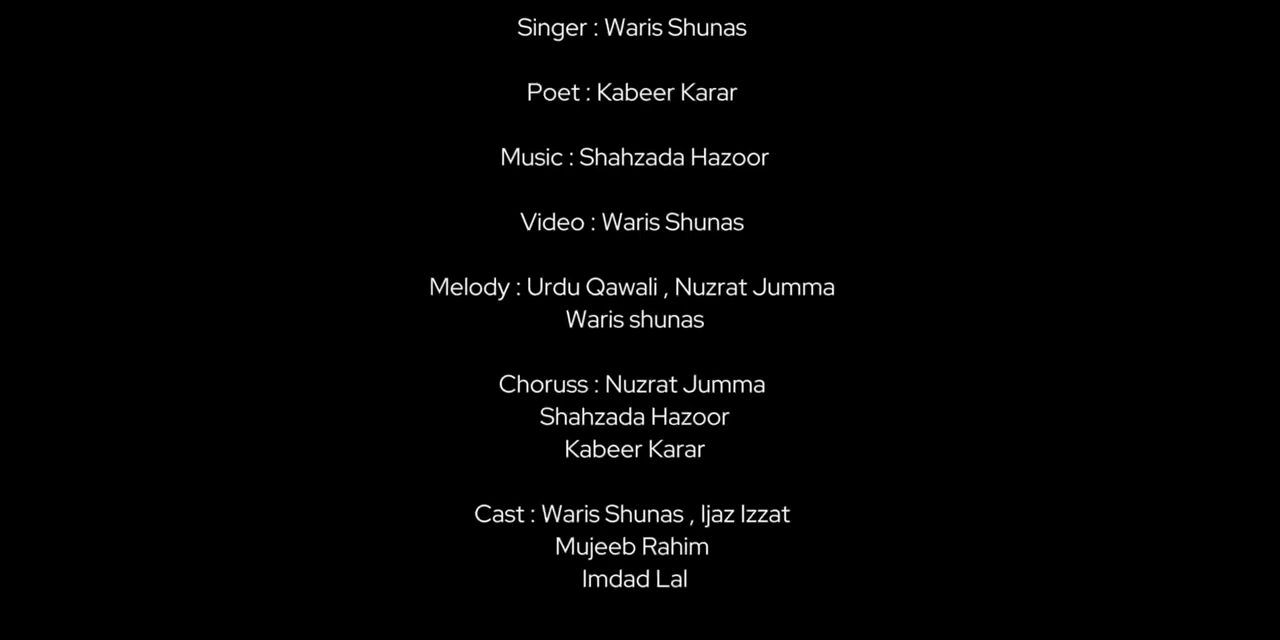 Singer : Waris Shunas
Poet : Kabeer Karar
Music : Shahzada Hazoor
Video : Waris Shunas
Melody : Urdu Qawali , Nuzrat Jumma
Waris shunas
Choruss : Nuzrat Jumma
Shahzada Hazoor
Kabeer Karar
Cast : Waris Shunas , Ijaz Izzat
Mujeeb Rahim
Imdad Lal